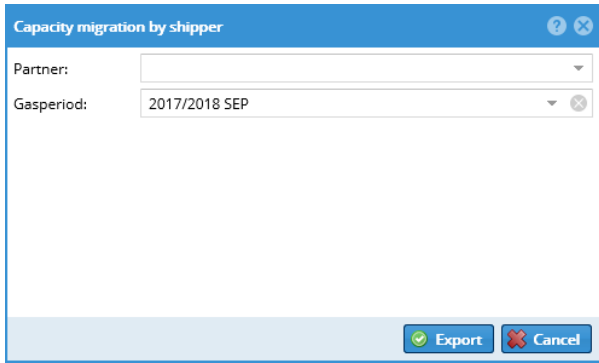 Capacity migration by shipper
Partner:
Gasperiod: 2017/2018 SEP
Export Cancel